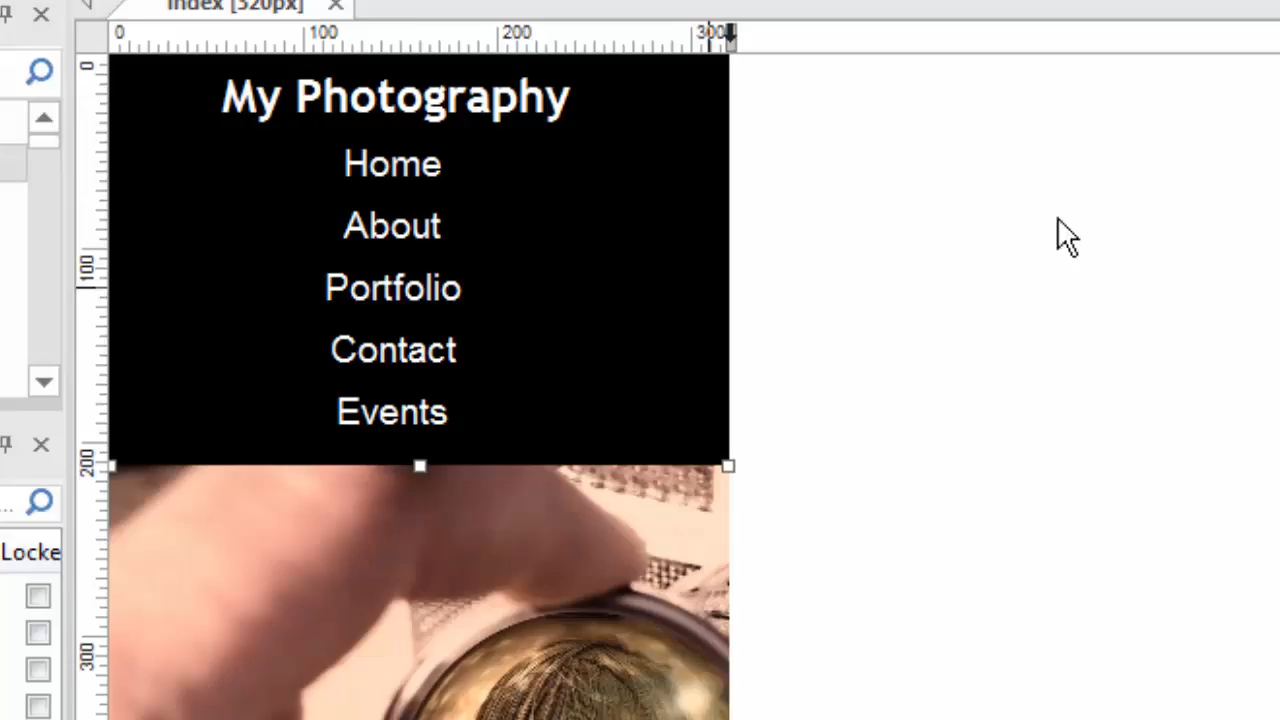 index [320px]
0 100 200 300
0
My Photography
Home
About
Portfolio
100
Contact
Events
200
...
Locke
300